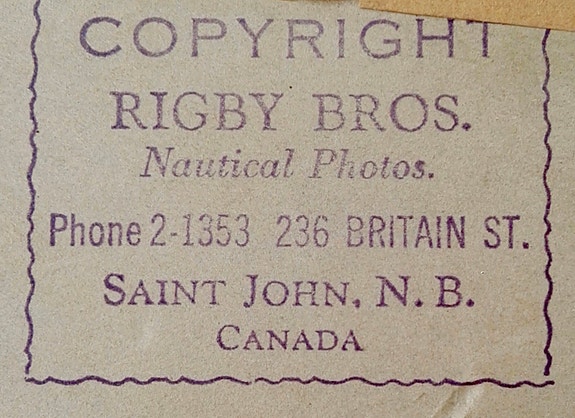 COPYRIGHT
RIGBY BROS.
Nautical Photos.
Phone 2-1353 236 BRITAIN ST.
SAINT JOHN, N. B.
CANADA